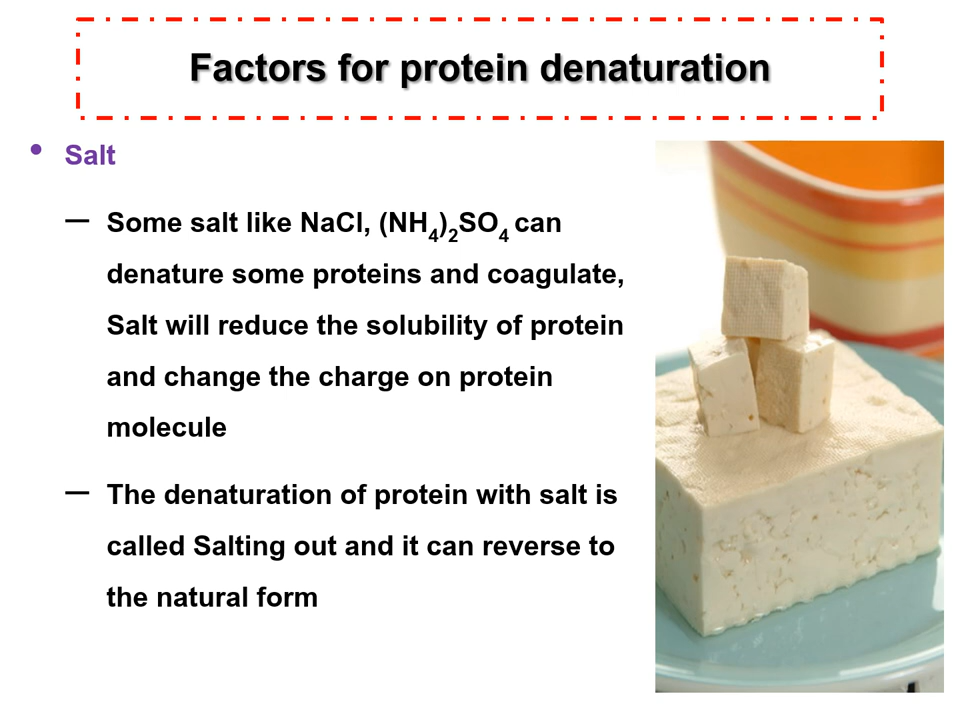 Factors for protein denaturation
• Salt
– Some salt like NaCl, (NH₄)₂SO₄ can
denature some proteins and coagulate,
Salt will reduce the solubility of protein
and change the charge on protein
molecule
– The denaturation of protein with salt is
called Salting out and it can reverse to
the natural form